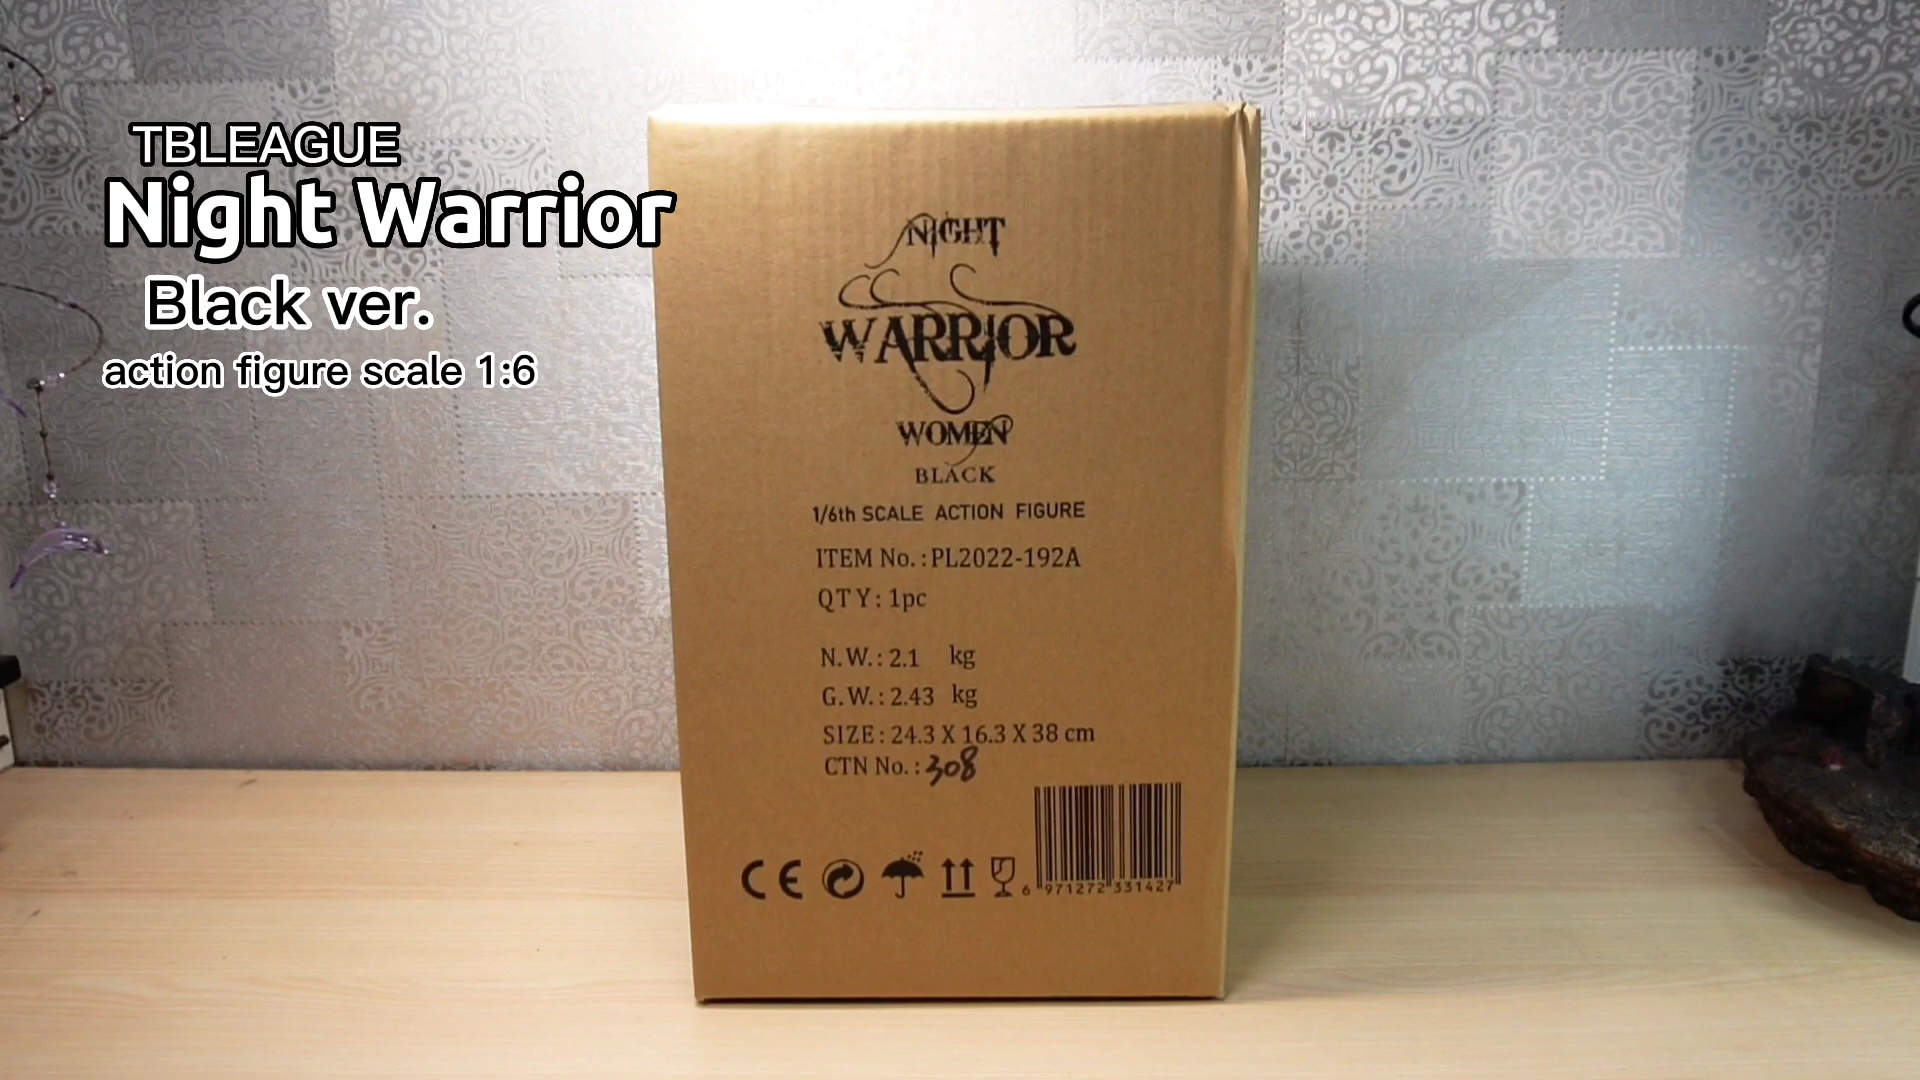 TBLEAGUE
Night Warrior
Black ver.
action figure scale 1:6
NIGHT
WARRIOR
WOMEN
BLACK
1/6th SCALE ACTION FIGURE
ITEM No.: PL2022-192A
QTY: 1pc
N.W.: 2.1 kg
G.W.: 2.43 kg
SIZE: 24.3 X 16.3 X 38 cm
CTN No.: 308
CE
6 971272 331427